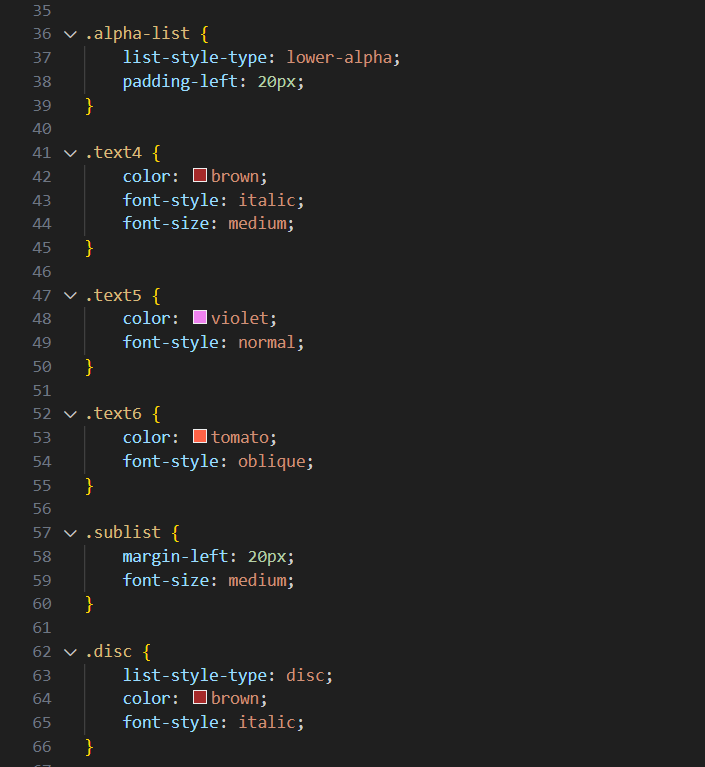 35
36 .alpha-list {
37 list-style-type: lower-alpha;
38 padding-left: 20px;
39 }
40
41 .text4 {
42 color: brown;
43 font-style: italic;
44 font-size: medium;
45 }
46
47 .text5 {
48 color: violet;
49 font-style: normal;
50 }
51
52 .text6 {
53 color: tomato;
54 font-style: oblique;
55 }
56
57 .sublist {
58 margin-left: 20px;
59 font-size: medium;
60 }
61
62 .disc {
63 list-style-type: disc;
64 color: brown;
65 font-style: italic;
66 }